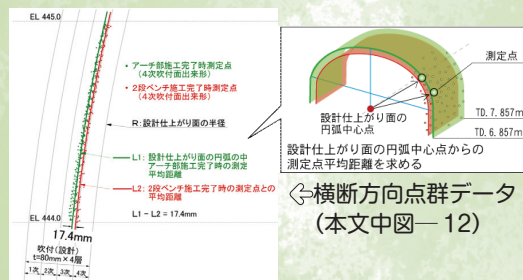 EL 445.0
・アーチ部施工完了時測定点
(4次吹付面出来形)
・2段ベンチ施工完了時測定点
(4次吹付面出来形)
R:設計仕上がり面の半径
L1:設計仕上がり面の円弧の中
アーチ部施工完了時の測定
平均距離
L2:2段ベンチ施工完了時の測定点との
平均距離
L1 - L2 = 17.4mm
EL 444.0
17.4mm
吹付(設計)
t=80mm×4層
1次 2次 3次 4次
測定点
設計仕上がり面の
円弧中心点
TD.7.857m
TD.6.857m
設計仕上がり面の円弧中心点からの
測定点平均距離を求める
⇦横断方向点群データ
(本文中図―12)